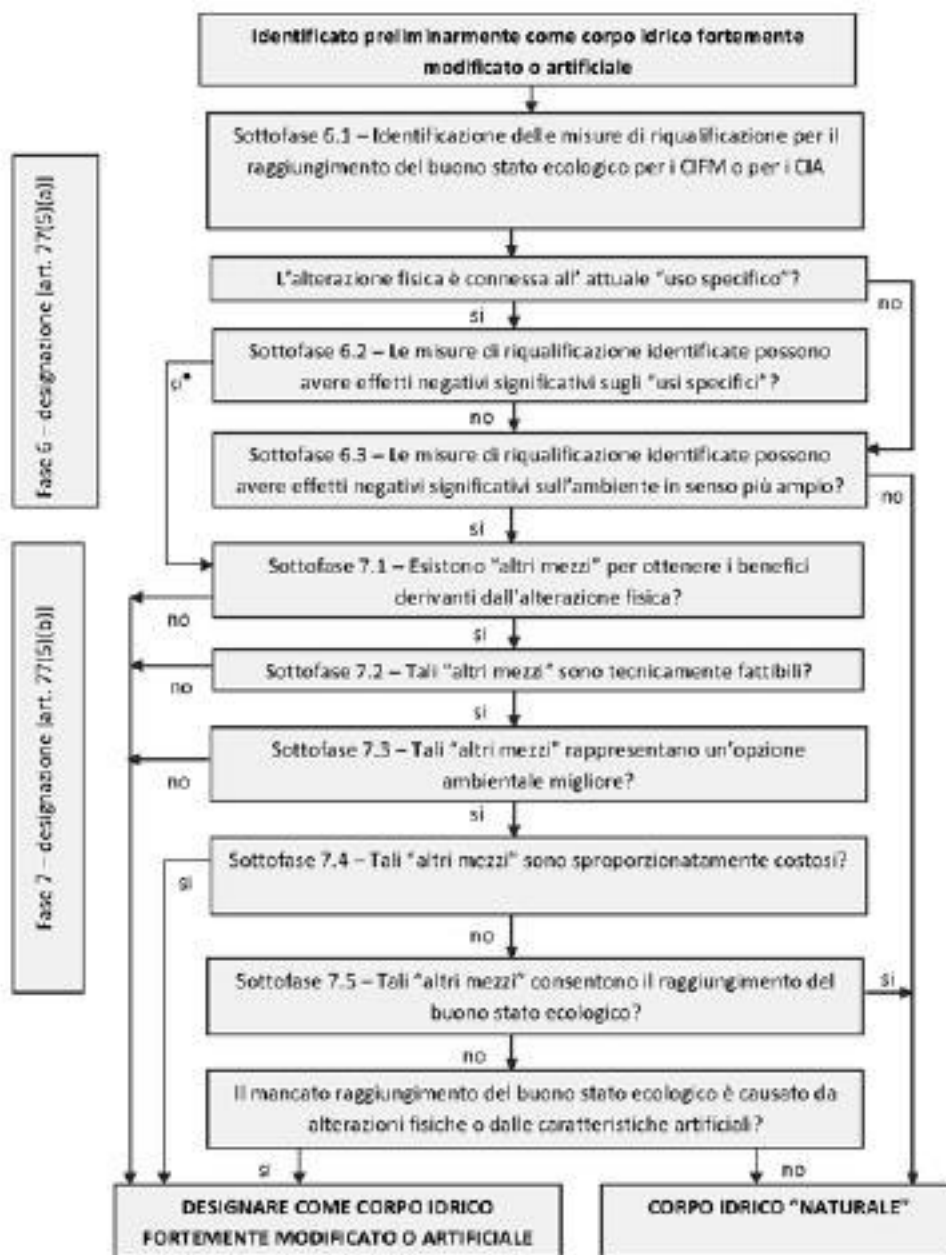 Identificato preliminarmente come corpo idrico fortemente
modificato o artificiale
Sottofase 6.1 – Identificazione delle misure di riqualificazione per il
raggiungimento del buono stato ecologico per i CIFM o per i CIA
Fase 6 – designazione [art. 77(5)(a)]
L'alterazione fisica è connessa all' attuale "uso specifico"?
no
si
Sottofase 6.2 – Le misure di riqualificazione identificate possono
avere effetti negativi significativi sugli "usi specifici"?
si*
no
Sottofase 6.3 – Le misure di riqualificazione identificate possono
avere effetti negativi significativi sull'ambiente in senso più ampio?
no
si
Fase 7 – designazione [art. 77(5)(b)]
Sottofase 7.1 – Esistono "altri mezzi" per ottenere i benefici
derivanti dall'alterazione fisica?
no
si
Sottofase 7.2 – Tali "altri mezzi" sono tecnicamente fattibili?
no
si
Sottofase 7.3 – Tali "altri mezzi" rappresentano un'opzione
ambientale migliore?
no
si
Sottofase 7.4 – Tali "altri mezzi" sono sproporzionatamente costosi?
si
no
Sottofase 7.5 – Tali "altri mezzi" consentono il raggiungimento del
buono stato ecologico?
si
no
Il mancato raggiungimento del buono stato ecologico è causato da
alterazioni fisiche o dalle caratteristiche artificiali?
si
no
DESIGNARE COME CORPO IDRICO
FORTEMENTE MODIFICATO O ARTIFICIALE
CORPO IDRICO "NATURALE"